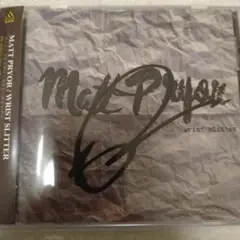 MATT PRYOR / WRIST SLITTER
Matt Pryor
wrist slitter